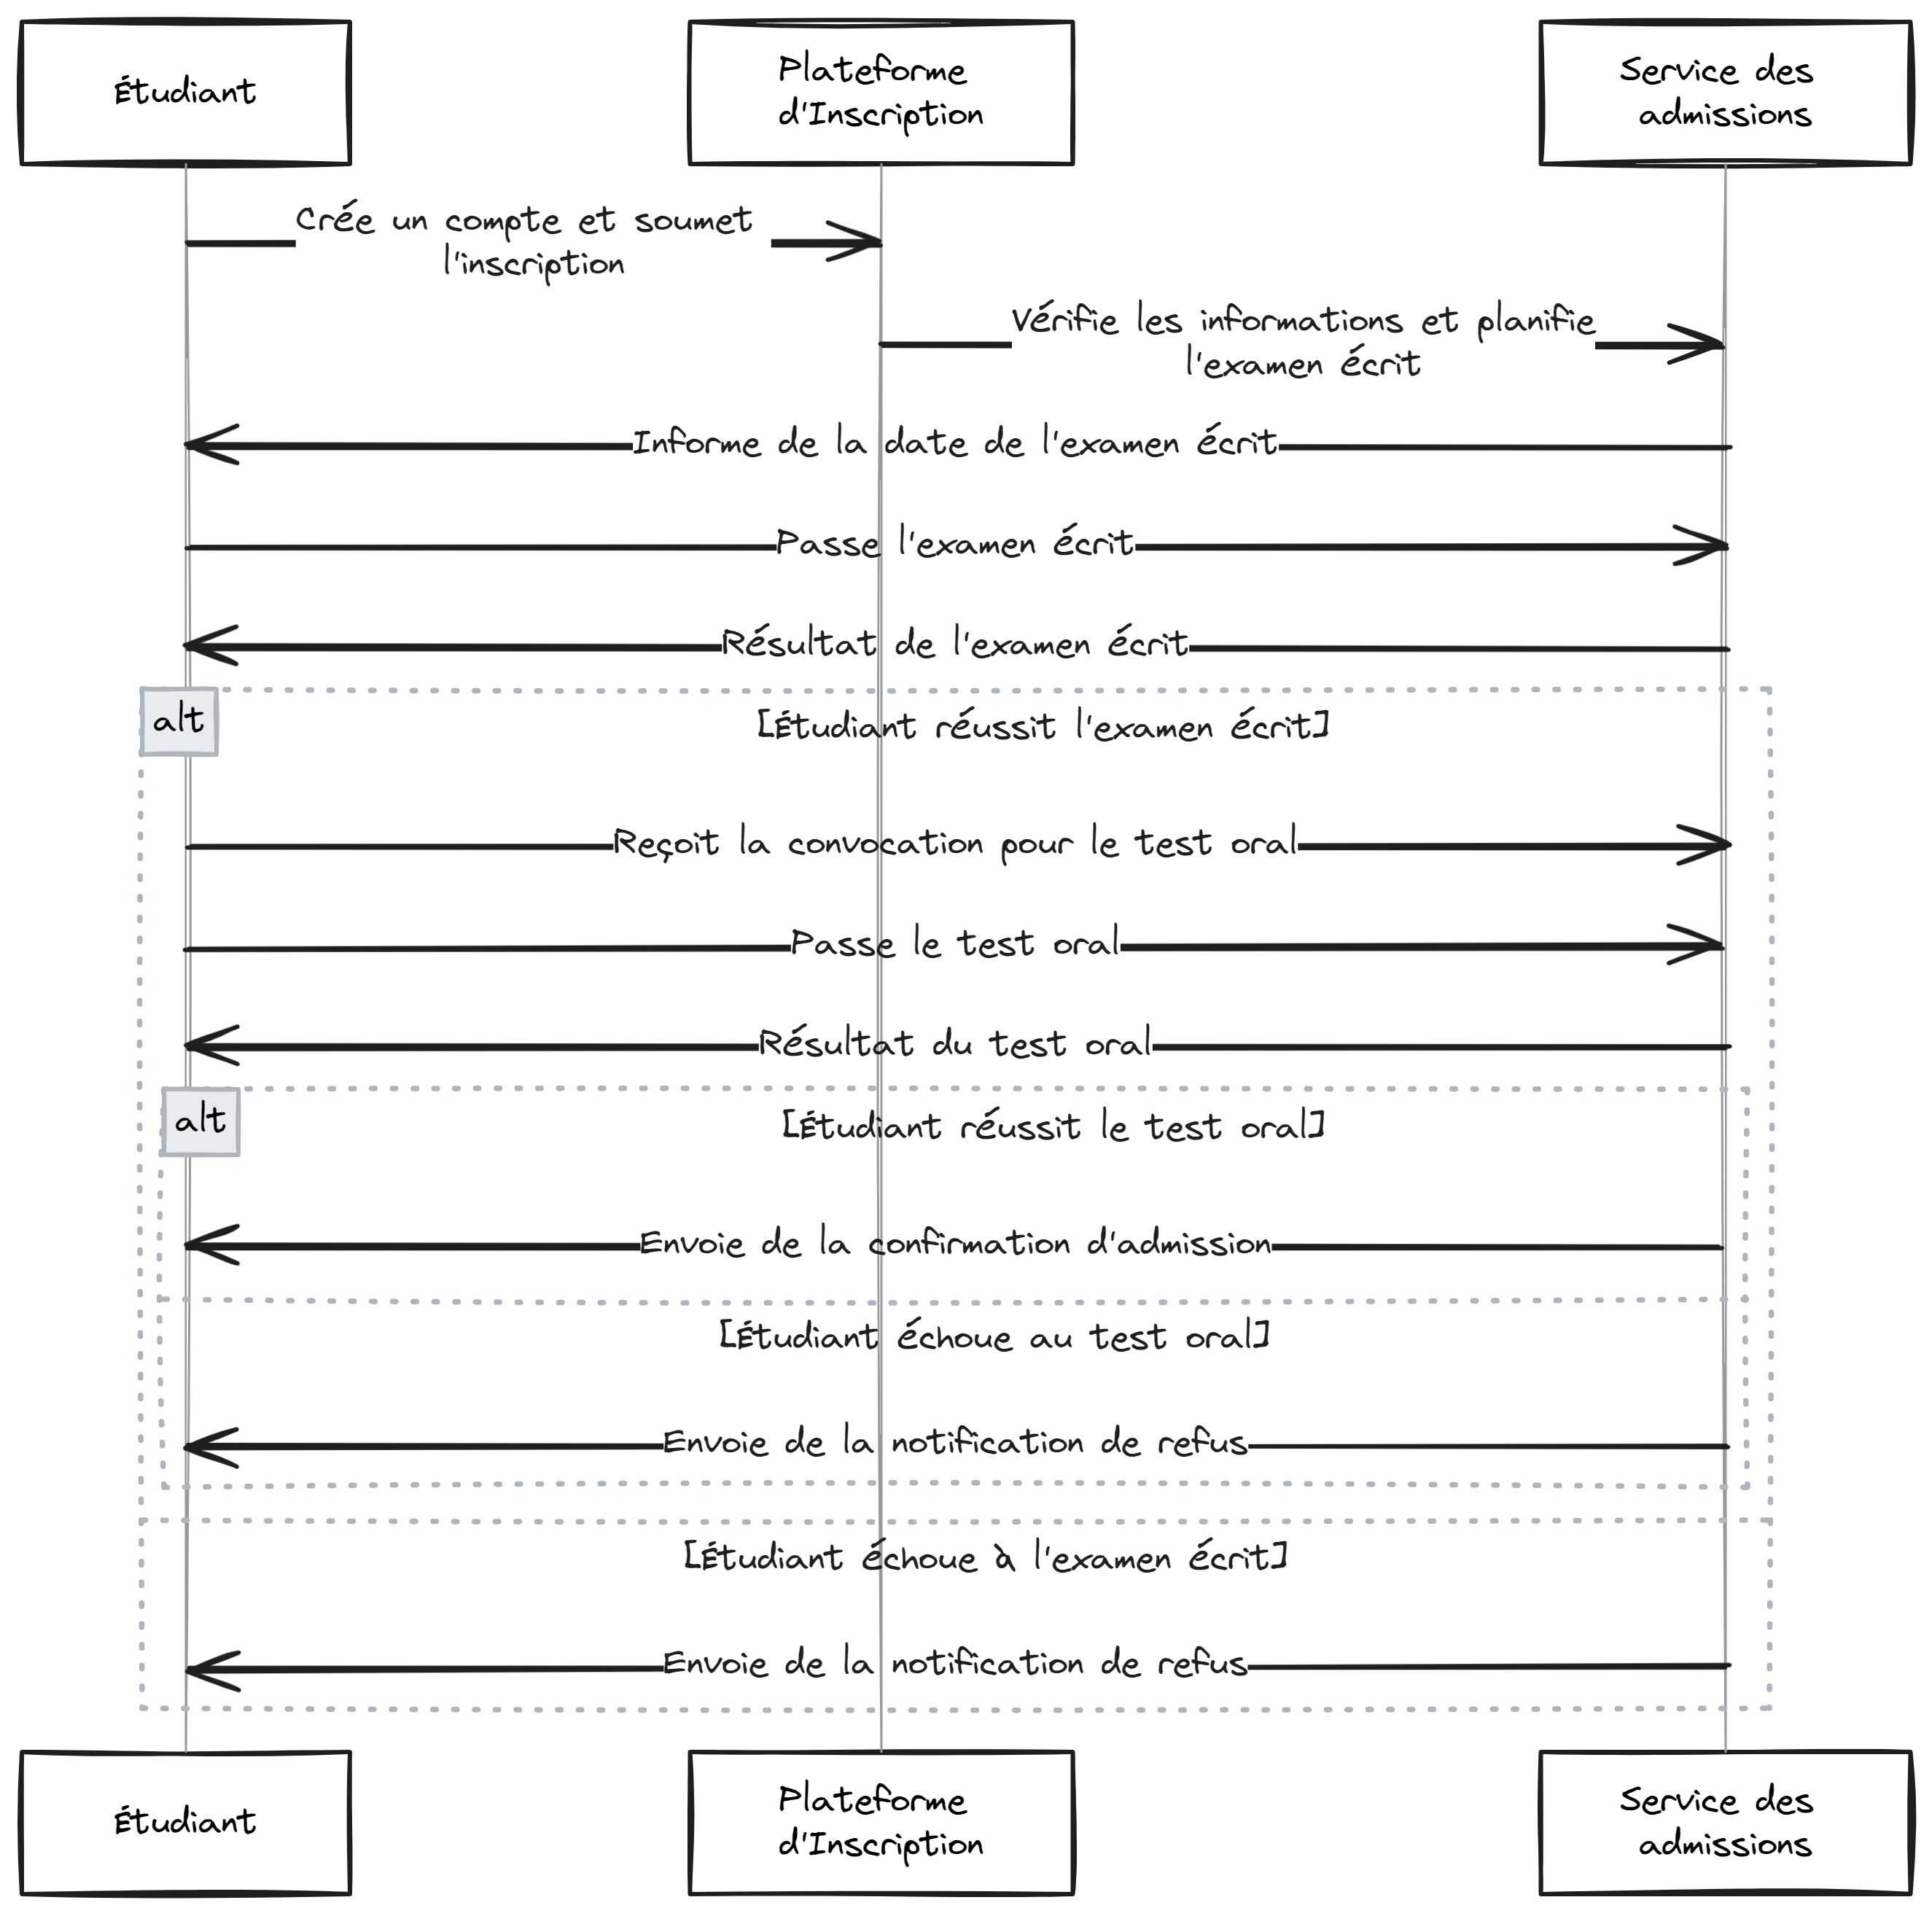 Étudiant
Plateforme
d'Inscription
Service des
admissions
Crée un compte et soumet
l'inscription
Vérifie les informations et planifie
l'examen écrit
Informe de la date de l'examen écrit
Passe l'examen écrit
Résultat de l'examen écrit
alt
[Étudiant réussit l'examen écrit]
Reçoit la convocation pour le test oral
Passe le test oral
Résultat du test oral
alt
[Étudiant réussit le test oral]
Envoie de la confirmation d'admission
[Étudiant échoue au test oral]
Envoie de la notification de refus
[Étudiant échoue à l'examen écrit]
Envoie de la notification de refus
Étudiant
Plateforme
d'Inscription
Service des
admissions